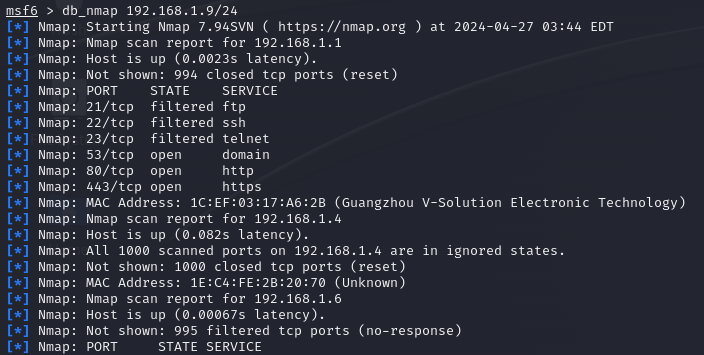 msf6 > db_nmap 192.168.1.9/24
[*] Nmap: Starting Nmap 7.94SVN ( https://nmap.org ) at 2024-04-27 03:44 EDT
[*] Nmap: Nmap scan report for 192.168.1.1
[*] Nmap: Host is up (0.0023s latency).
[*] Nmap: Not shown: 994 closed tcp ports (reset)
[*] Nmap: PORT    STATE    SERVICE
[*] Nmap: 21/tcp  filtered ftp
[*] Nmap: 22/tcp  filtered ssh
[*] Nmap: 23/tcp  filtered telnet
[*] Nmap: 53/tcp  open     domain
[*] Nmap: 80/tcp  open     http
[*] Nmap: 443/tcp open     https
[*] Nmap: MAC Address: 1C:EF:03:17:A6:2B (Guangzhou V-Solution Electronic Technology)
[*] Nmap: Nmap scan report for 192.168.1.4
[*] Nmap: Host is up (0.082s latency).
[*] Nmap: All 1000 scanned ports on 192.168.1.4 are in ignored states.
[*] Nmap: Not shown: 1000 closed tcp ports (reset)
[*] Nmap: MAC Address: 1E:C4:FE:2B:20:70 (Unknown)
[*] Nmap: Nmap scan report for 192.168.1.6
[*] Nmap: Host is up (0.00067s latency).
[*] Nmap: Not shown: 995 filtered tcp ports (no-response)
[*] Nmap: PORT     STATE SERVICE